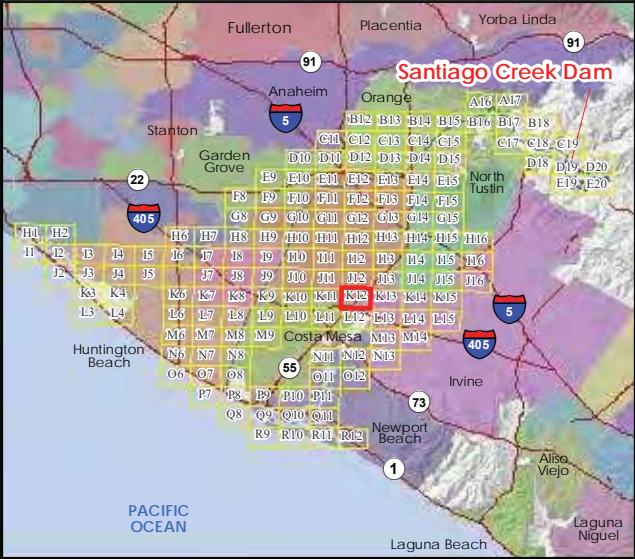 Fullerton
Placentia
Yorba Linda
91
91
Santiago Creek Dam
Anaheim
Orange
5
A16 A17
Stanton
B12 B13 B14 B15 B16 B17 B18
C11 C12 C13 C14 C15 C17 C18 C19
Garden
Grove
D10 D11 D12 D13 D14 D15 D18 D19 D20
North
Tustin
E9 E10 E11 E12 E13 E14 E15 E19 E20
22
F8 F9 F10 F11 F12 F13 F14 F15
405
G8 G9 G10 G11 G12 G13 G14 G15
H1 H2 H6 H7 H8 H9 H10 H11 H12 H13 H14 H15 H16
I1 I2 I3 I4 I5 I6 I7 I8 I9 I10 I11 I12 I13 I14 I15 I16
J2 J3 J4 J5 J7 J8 J9 J10 J11 J12 J13 J14 J15 J16
K3 K4 K6 K7 K8 K9 K10 K11 K12 K13 K14 K15
5
L3 L4 L6 L7 L8 L9 L10 L11 L12 L13 L14 L15
M6 M7 M8 M9 Costa Mesa M13 M14
405
Huntington
Beach
N6 N7 N8 N11 N12 N13
55
O6 O7 O8 O11 O12
Irvine
P7 P8 P9 P10 P11
73
Q8 Q9 Q10 Q11
Newport
Beach
R9 R10 R11 R12
1
Aliso
Viejo
PACIFIC
OCEAN
Laguna
Niguel
Laguna Beach